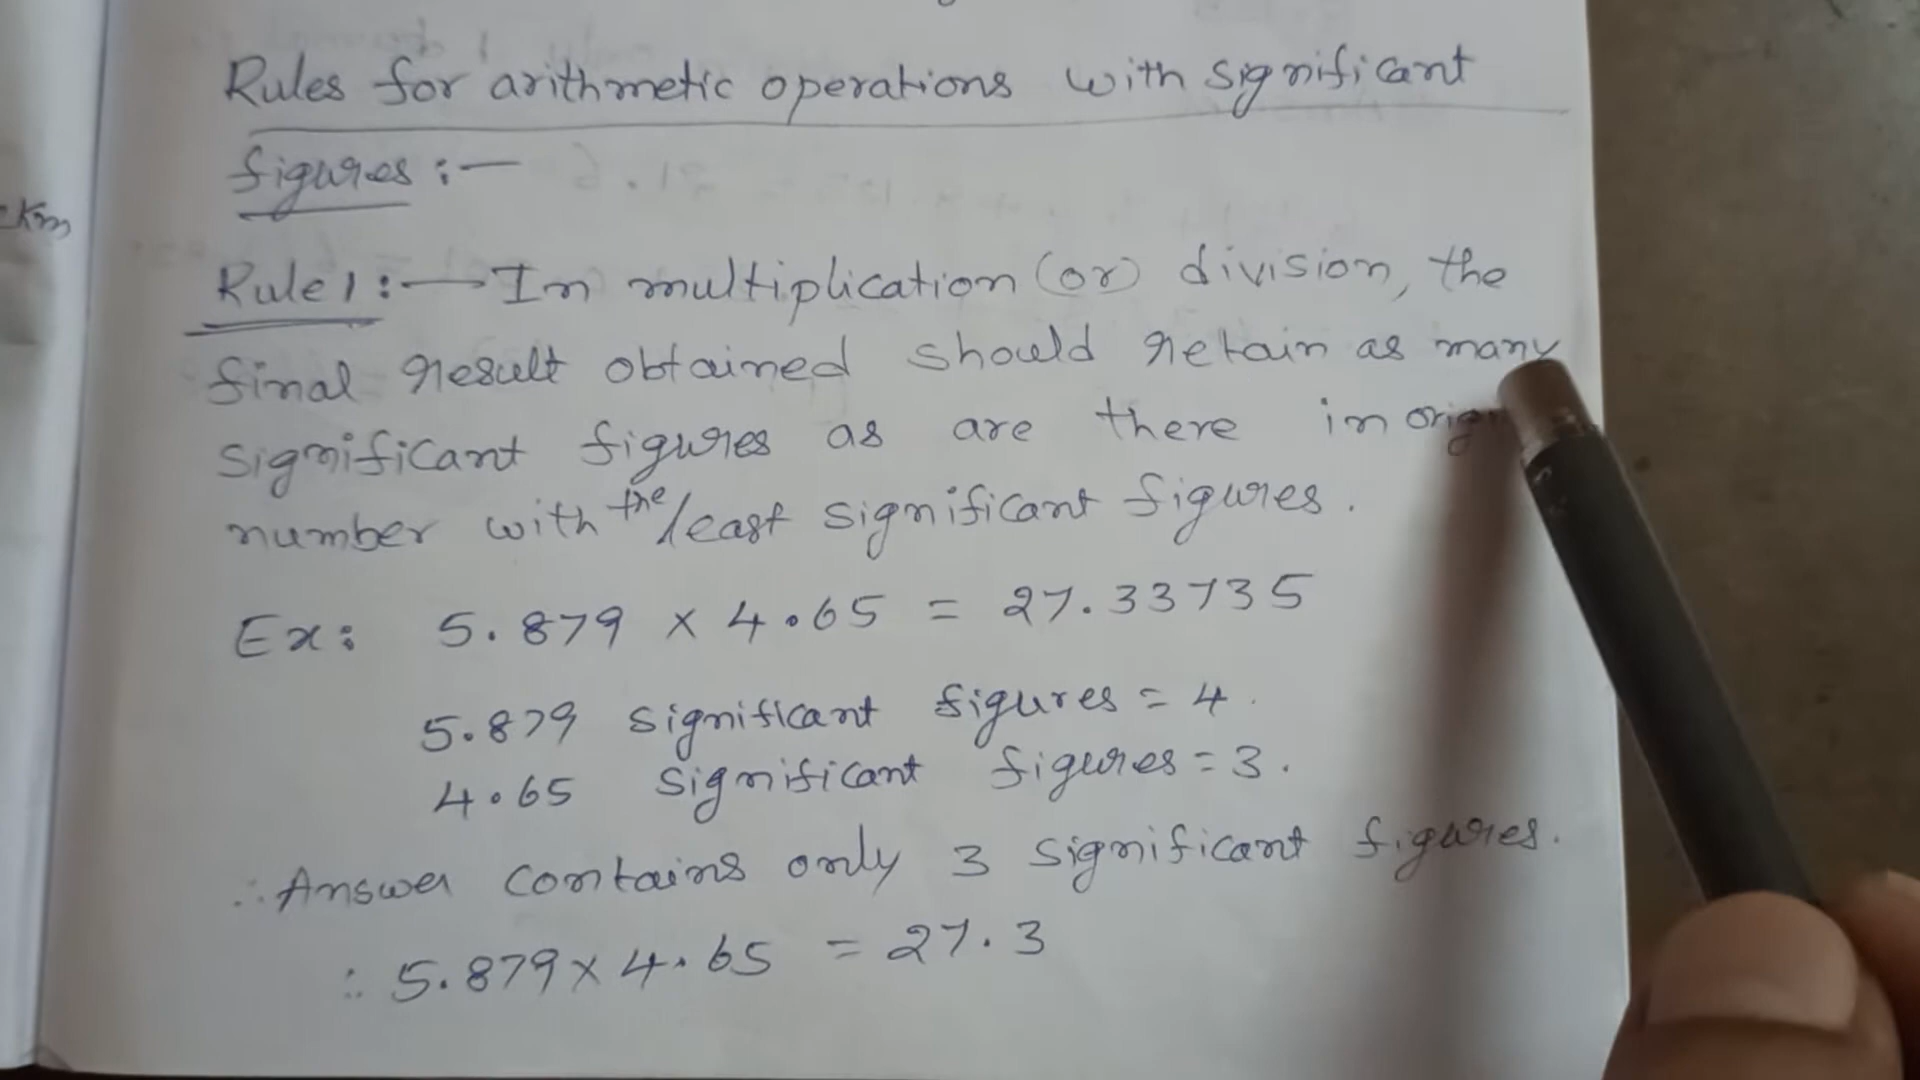 Rules for arithmetic operations with significant
figures :-
Rule 1 :- In multiplication (or) division, the
final result obtained should retain as many
significant figures as are there in
number with the least significant figures.
Ex: 5.879 x 4.65 = 27.33735
5.879 significant figures = 4.
4.65 significant figures = 3.
∴ Answer contains only 3 significant figures.
∴ 5.879 x 4.65 = 27.3
km